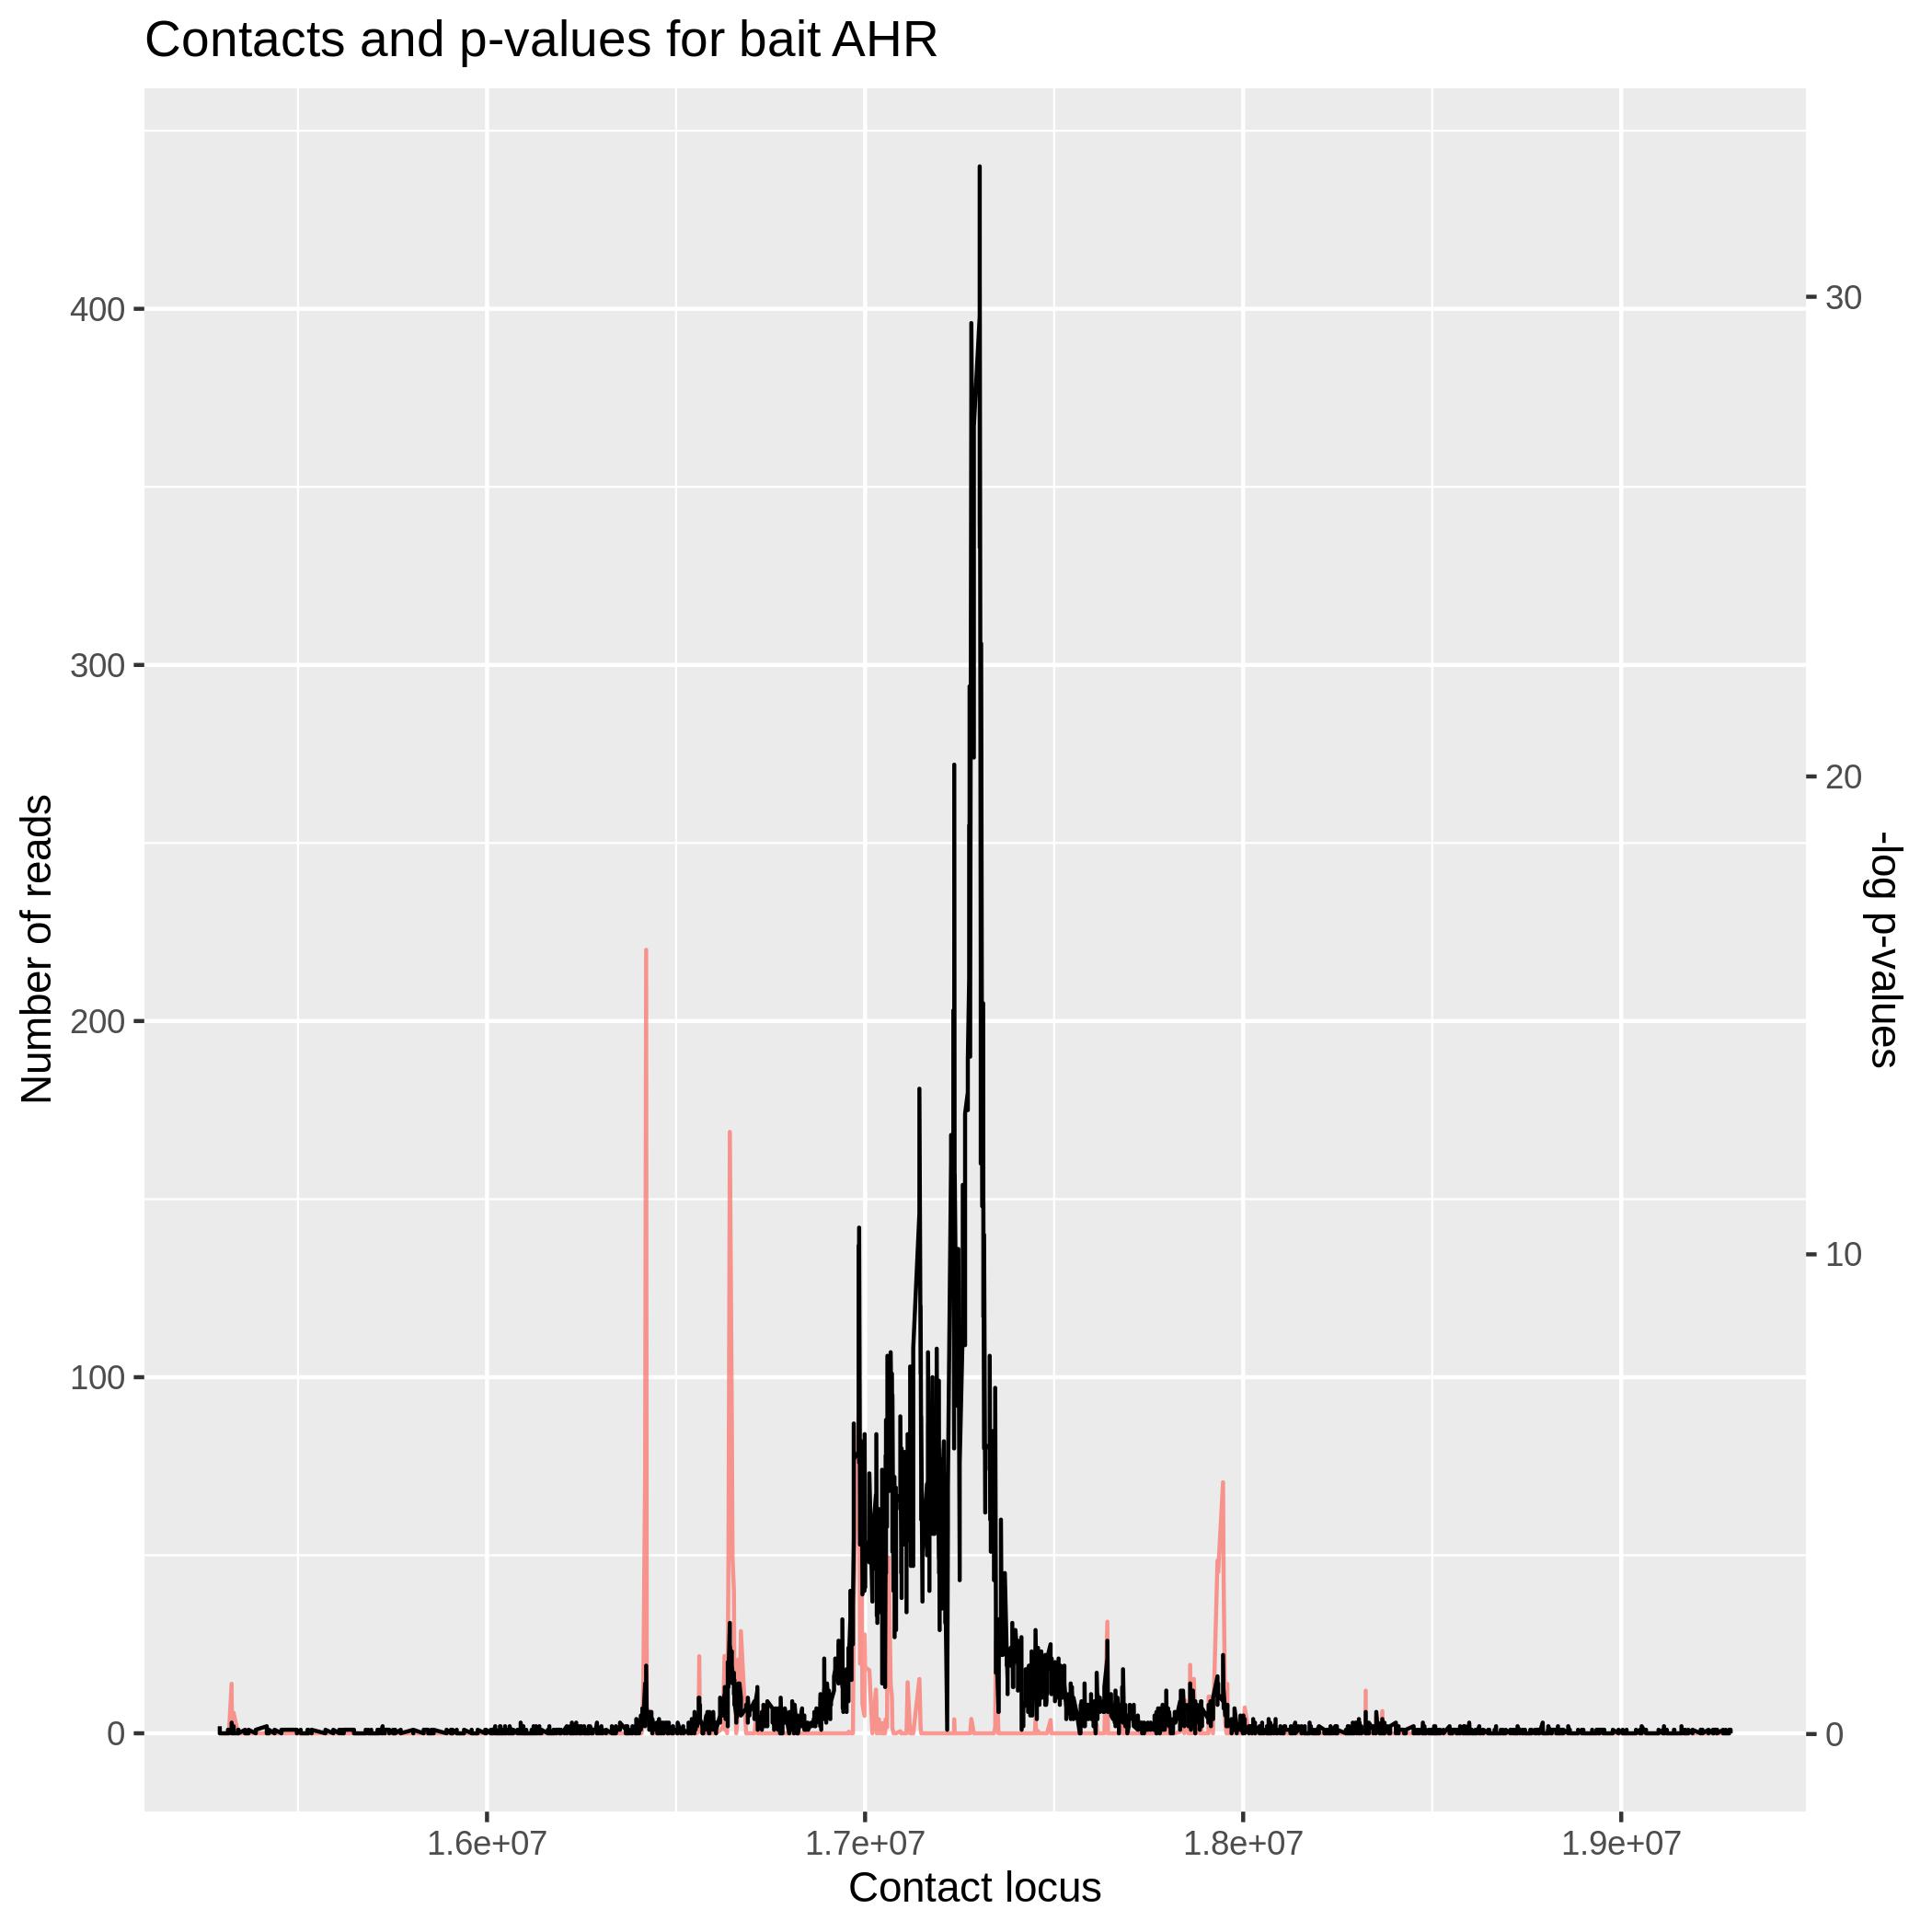 Contacts and p-values for bait AHR
400
300
200
100
0
Number of reads
30
20
10
0
-log p-values
1.6e+07
1.7e+07
1.8e+07
1.9e+07
Contact locus